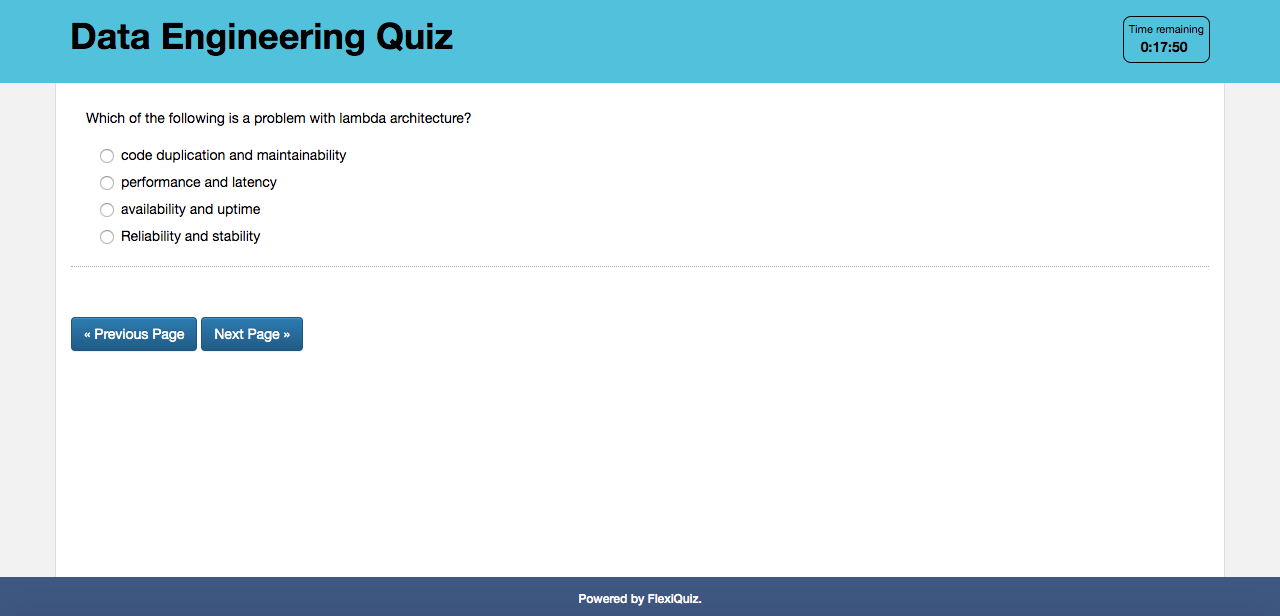 Data Engineering Quiz
Time remaining
0:17:50
Which of the following is a problem with lambda architecture?
code duplication and maintainability
performance and latency
availability and uptime
Reliability and stability
« Previous Page
Next Page »
Powered by FlexiQuiz.